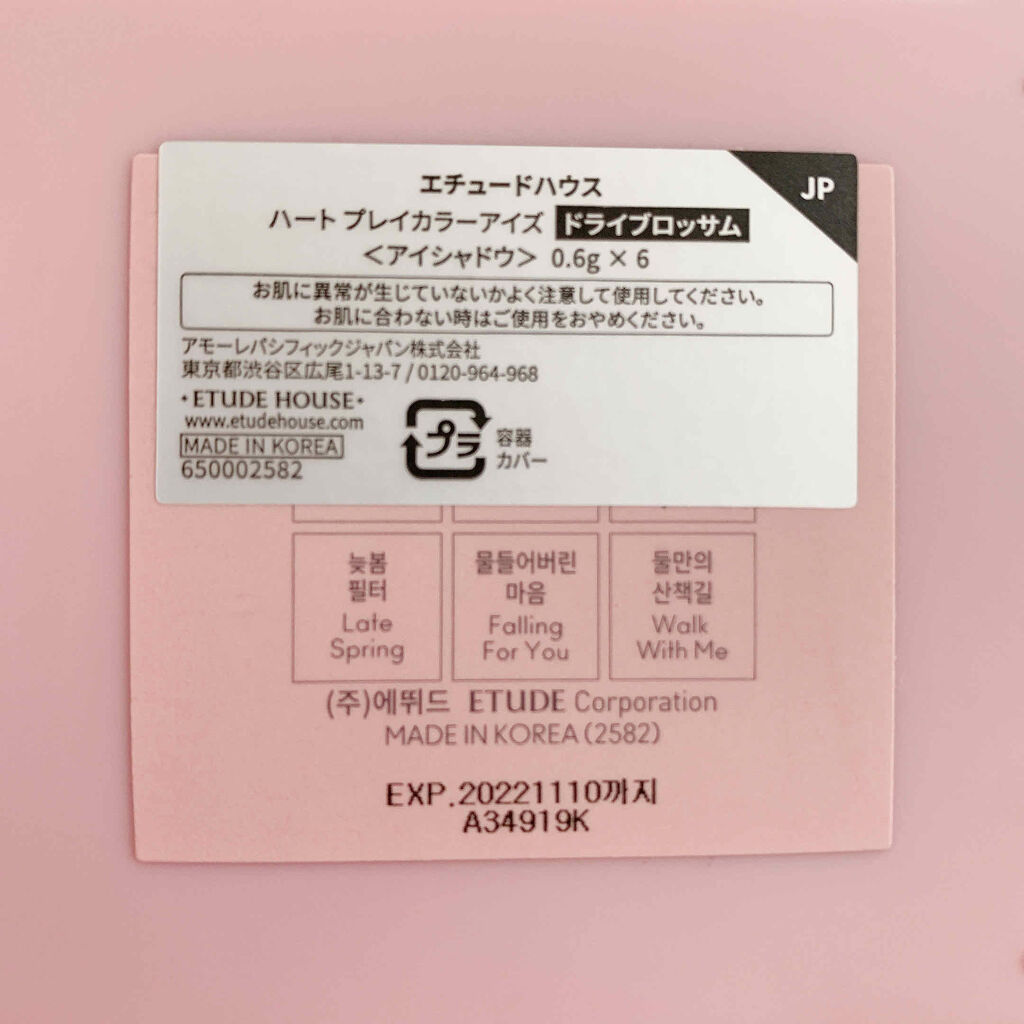 JP
エチュードハウス
ハート プレイカラーアイズ ドライブロッサム
＜アイシャドウ＞ 0.6g × 6
お肌に異常が生じていないかよく注意して使用してください。
お肌に合わない時はご使用をおやめください。
アモーレパシフィックジャパン株式会社
東京都渋谷区広尾1-13-7 / 0120-964-968
・ETUDE HOUSE・
www.etudehouse.com
MADE IN KOREA
650002582
プラ
容器
カバー
늦봄
필터
Late
Spring
물들어버린
마음
Falling
For You
둘만의
산책길
Walk
With Me
(주)에뛰드 ETUDE Corporation
MADE IN KOREA (2582)
EXP.20221110까지
A34919K